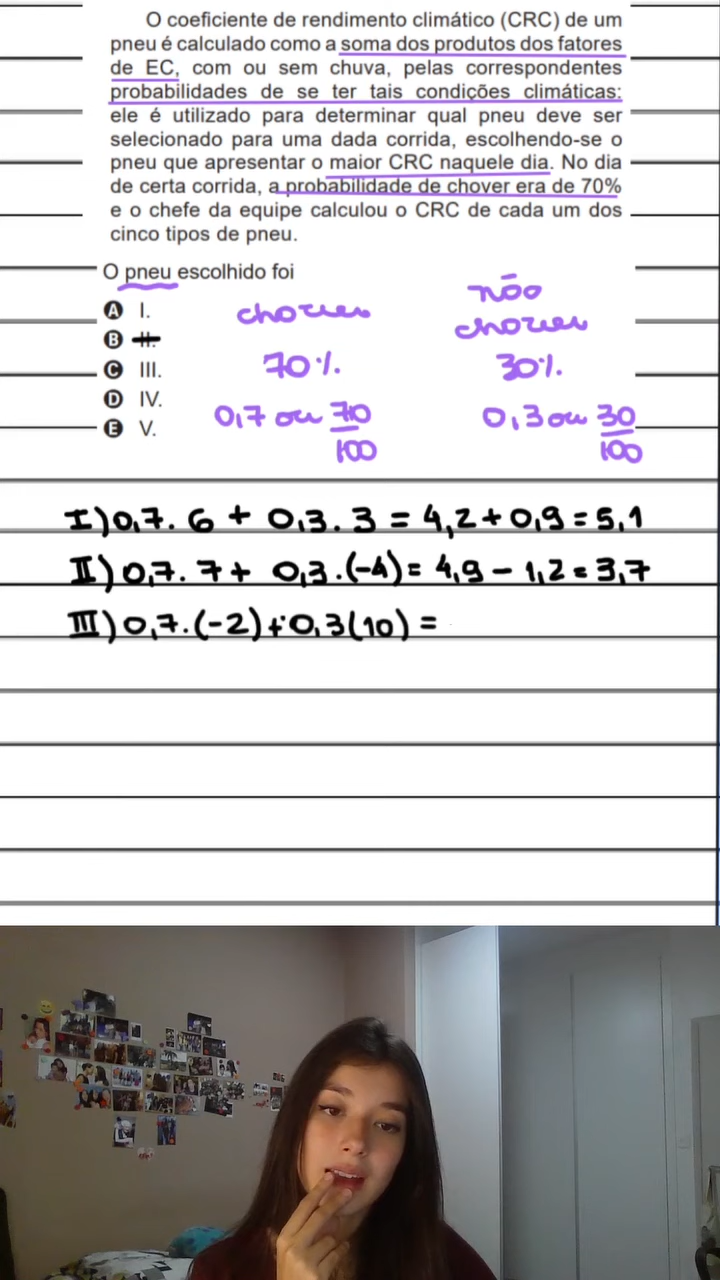 O coeficiente de rendimento climático (CRC) de um
pneu é calculado como a soma dos produtos dos fatores
de EC, com ou sem chuva, pelas correspondentes
probabilidades de se ter tais condições climáticas;
ele é utilizado para determinar qual pneu deve ser
selecionado para uma dada corrida, escolhendo-se o
pneu que apresentar o maior CRC naquele dia. No dia
de certa corrida, a probabilidade de chover era de 70%
e o chefe da equipe calculou o CRC de cada um dos
cinco tipos de pneu.
O pneu escolhido foi
A I.
B II.
C III.
D IV.
E V.
chover
70%.
0,7 ou 70/100
não
chover
30%.
0,3 ou 30/100
I) 0,7. 6 + 0,3. 3 = 4,2 + 0,9 = 5,1
II) 0,7. 7 + 0,3.(-4) = 4,9 - 1,2 = 3,7
III) 0,7.(-2) + 0,3(10) =